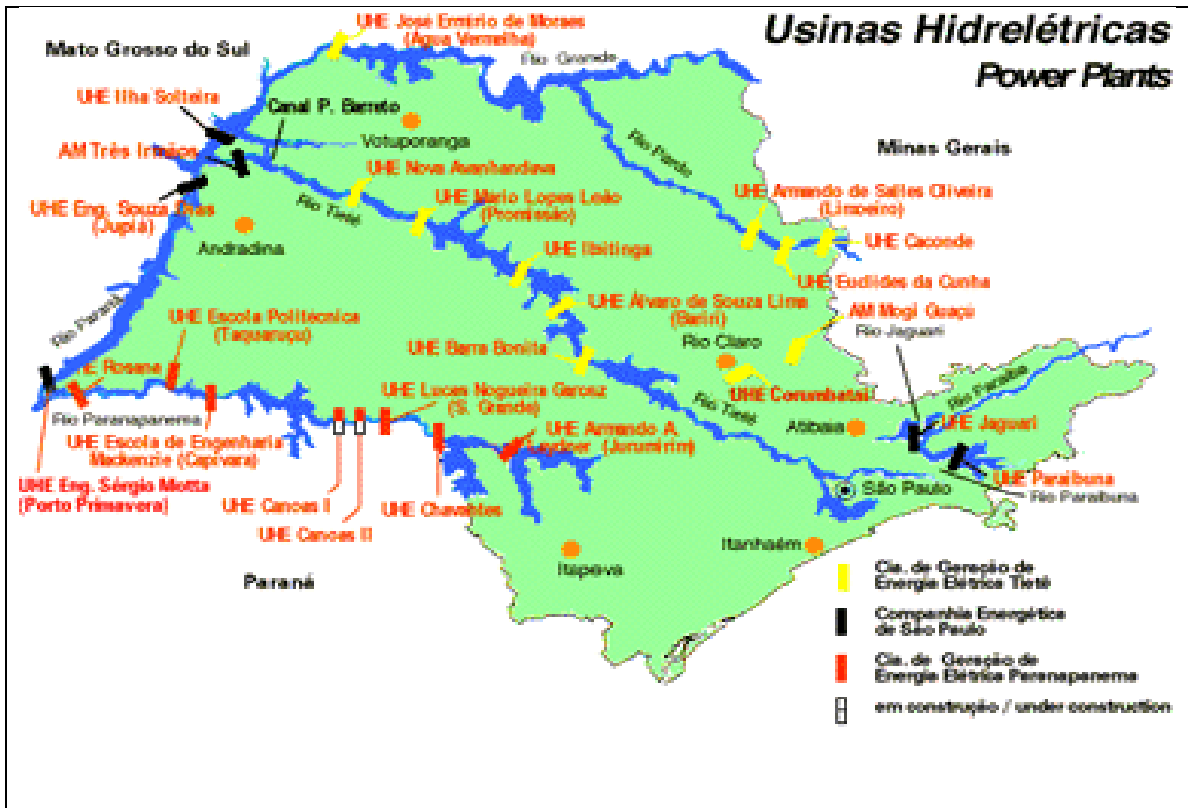 Usinas Hidrelétricas
Power Plants
UHE José Ermírio de Moraes
(Água Vermelha)
Mato Grosso do Sul
Rio Grande
UHE Ilha Solteira
Canal P. Barreto
Votuporanga
AM Três Irmãos
UHE Nova Avanhandava
Rio Pardo
Minas Gerais
UHE Eng. Souza Dias
(Jupiá)
Rio Tietê
UHE Mário Lopes Leão
(Promissão)
UHE Armando de Salles Oliveira
(Limoeiro)
UHE Caconde
Andradina
UHE Ibitinga
UHE Euclides da Cunha
Rio Paraná
UHE Escola Politécnica
(Taquaruçu)
UHE Álvaro de Souza Lima
(Bariri)
AM Mogi Guaçú
Rio Jaguari
Rio Claro
UHE Barra Bonita
Rosana
UHE Lucas Nogueira Garcez
(S. Grande)
UHE Corumbataí
Rio Paraíba
Rio Paranapanema
Rio Tietê
Atibaia
UHE Jaguari
UHE Escola de Engenharia
Mackenzie (Capivara)
UHE Armando A.
(Jurumirim)
UHE Eng. Sérgio Motta
(Porto Primavera)
UHE Paraibuna
Rio Paraibuna
São Paulo
UHE Canoas I
UHE Chavantes
UHE Canoas II
Itanhaém
Itapeva
Paraná
Cia. de Geração de
Energia Elétrica Tietê
Companhia Energética
de São Paulo
Cia. de Geração de
Energia Elétrica Paranapanema
em construção / under construction